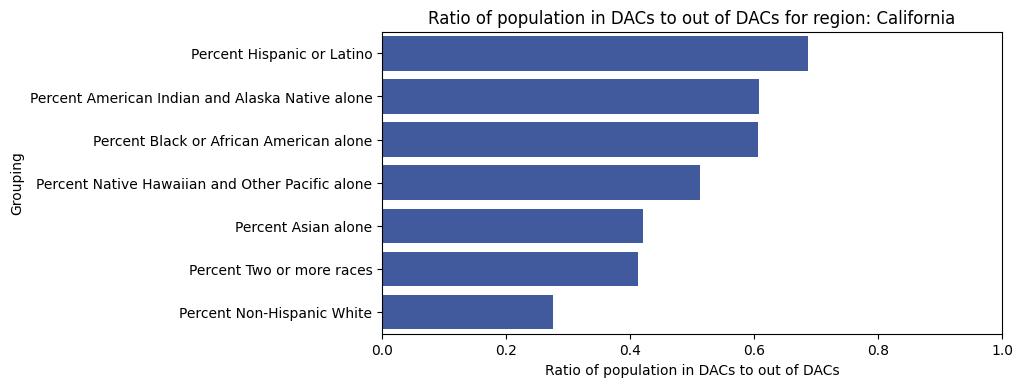 Ratio of population in DACs to out of DACs for region: California
Grouping
Percent Hispanic or Latino
Percent American Indian and Alaska Native alone
Percent Black or African American alone
Percent Native Hawaiian and Other Pacific alone
Percent Asian alone
Percent Two or more races
Percent Non-Hispanic White
0.0 0.2 0.4 0.6 0.8 1.0
Ratio of population in DACs to out of DACs